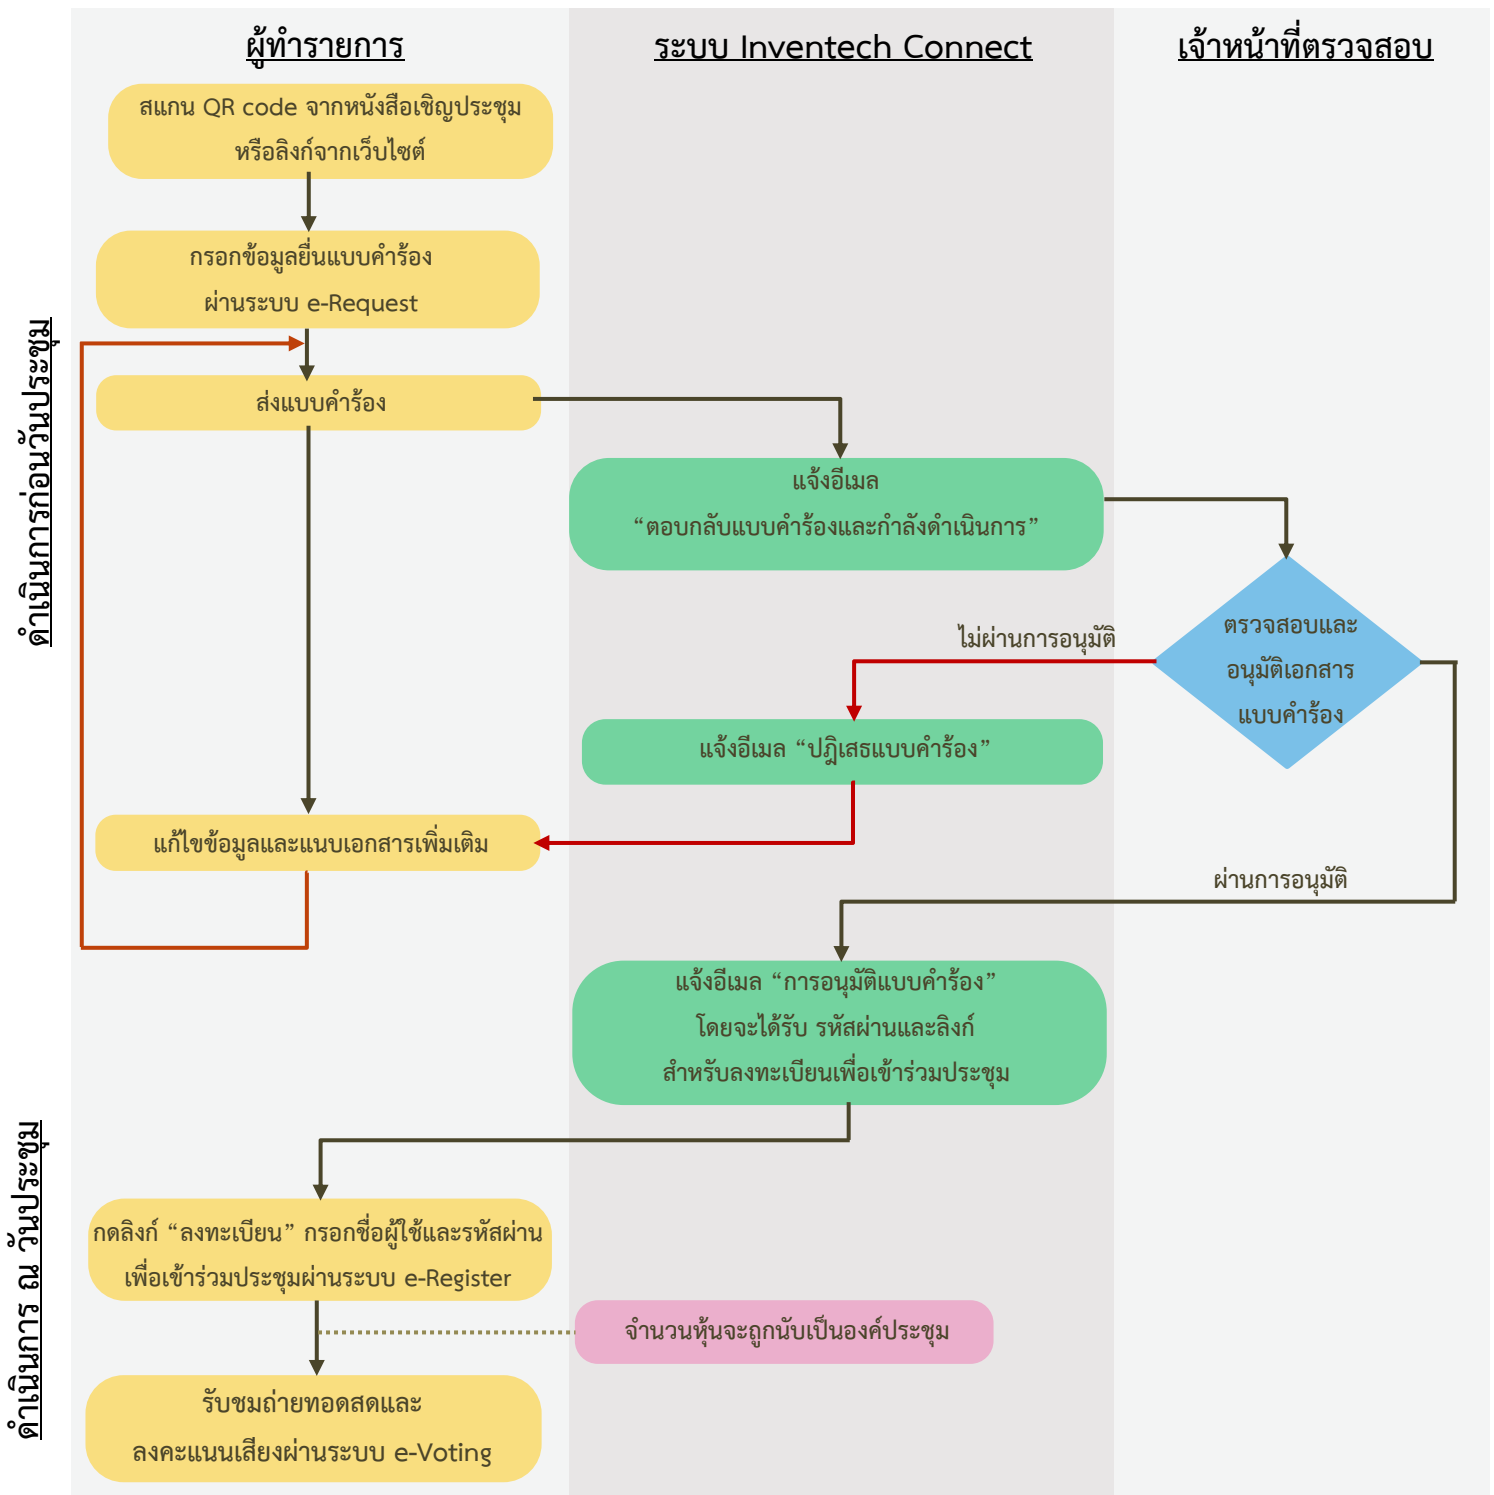 ผู้ทำรายการ
ระบบ Inventech Connect
เจ้าหน้าที่ตรวจสอบ
ดำเนินการก่อนวันประชุม
สแกน QR code จากหนังสือเชิญประชุม
หรือลิงก์จากเว็บไซต์
กรอกข้อมูลยื่นแบบคำร้อง
ผ่านระบบ e-Request
ส่งแบบคำร้อง
แจ้งอีเมล
“ตอบกลับแบบคำร้องและกำลังดำเนินการ”
ตรวจสอบและ
อนุมัติเอกสาร
แบบคำร้อง
ไม่ผ่านการอนุมัติ
แจ้งอีเมล “ปฎิเสธแบบคำร้อง”
แก้ไขข้อมูลและแนบเอกสารเพิ่มเติม
ผ่านการอนุมัติ
แจ้งอีเมล “การอนุมัติแบบคำร้อง”
โดยจะได้รับ รหัสผ่านและลิงก์
สำหรับลงทะเบียนเพื่อเข้าร่วมประชุม
ดำเนินการ ณ วันประชุม
กดลิงก์ “ลงทะเบียน” กรอกชื่อผู้ใช้และรหัสผ่าน
เพื่อเข้าร่วมประชุมผ่านระบบ e-Register
จำนวนหุ้นจะถูกนับเป็นองค์ประชุม
รับชมถ่ายทอดสดและ
ลงคะแนนเสียงผ่านระบบ e-Voting